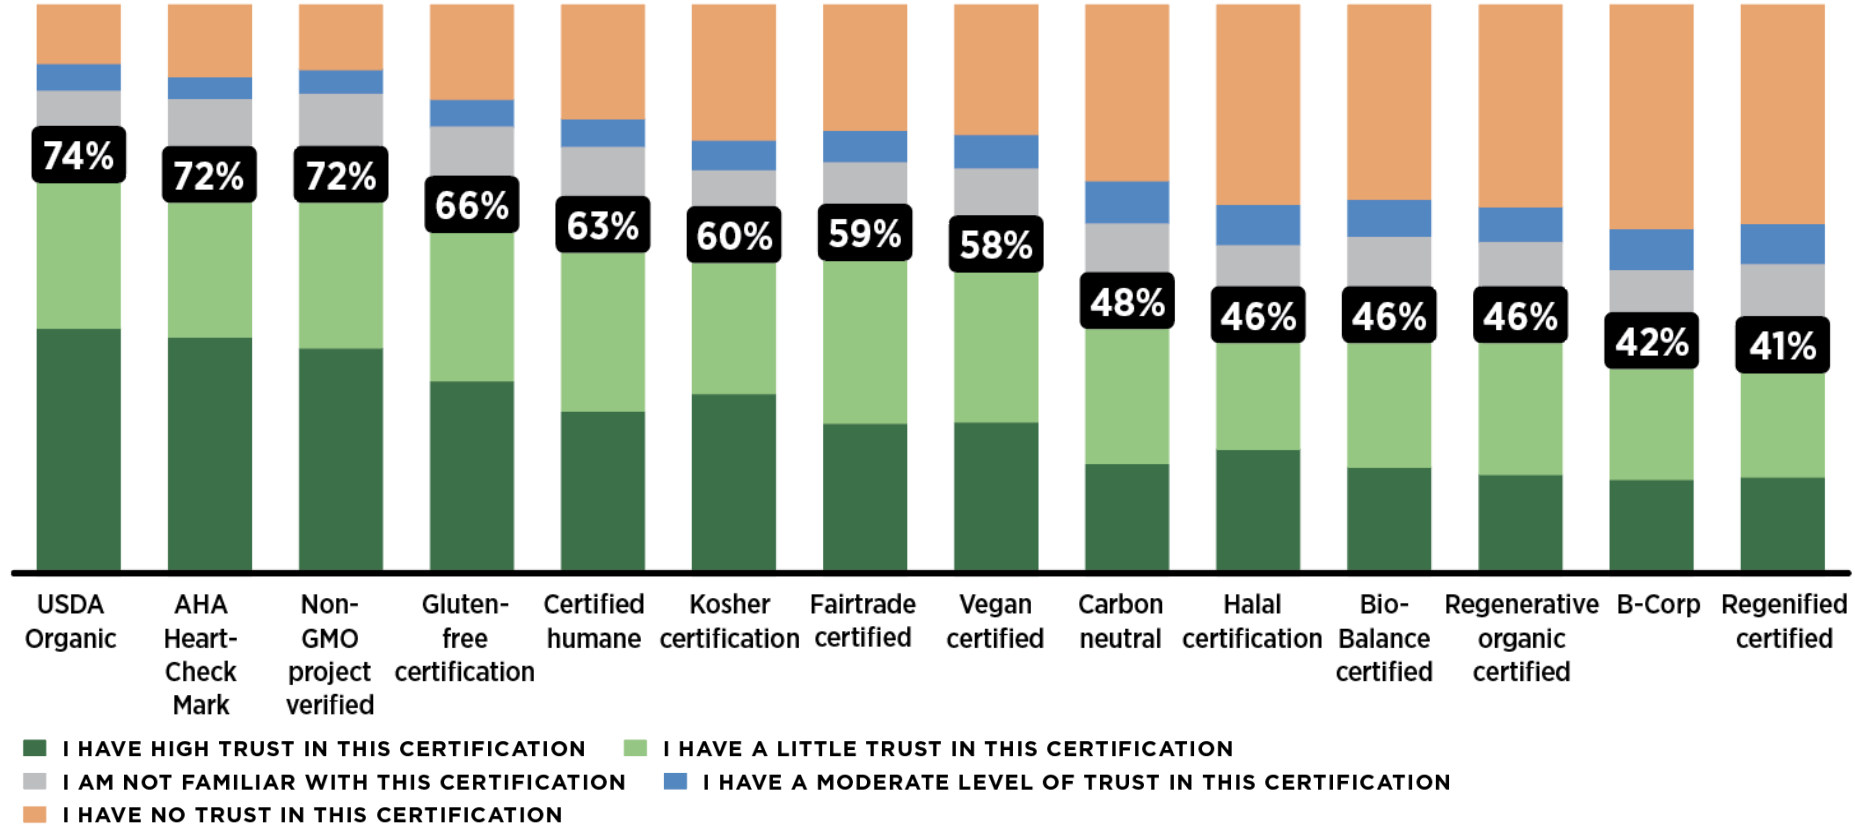 74%
72%
72%
66%
63%
60%
59%
58%
48%
46%
46%
46%
42%
41%
USDA
Organic
AHA
Heart-
Check
Mark
Non-
GMO
project
verified
Gluten-
free
certification
Certified
humane
Kosher
certification
Fairtrade
certified
Vegan
certified
Carbon
neutral
Halal
certification
Bio-
Balance
certified
Regenerative
organic
certified
B-Corp
Regenified
certified
I HAVE HIGH TRUST IN THIS CERTIFICATION
I HAVE A LITTLE TRUST IN THIS CERTIFICATION
I AM NOT FAMILIAR WITH THIS CERTIFICATION
I HAVE A MODERATE LEVEL OF TRUST IN THIS CERTIFICATION
I HAVE NO TRUST IN THIS CERTIFICATION